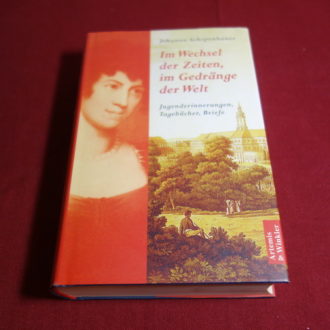 Johanna Schopenhauer
Im Wechsel
der Zeiten,
im Gedränge
der Welt
Jugenderinnerungen,
Tagebücher, Briefe
Artemis
& Winkler